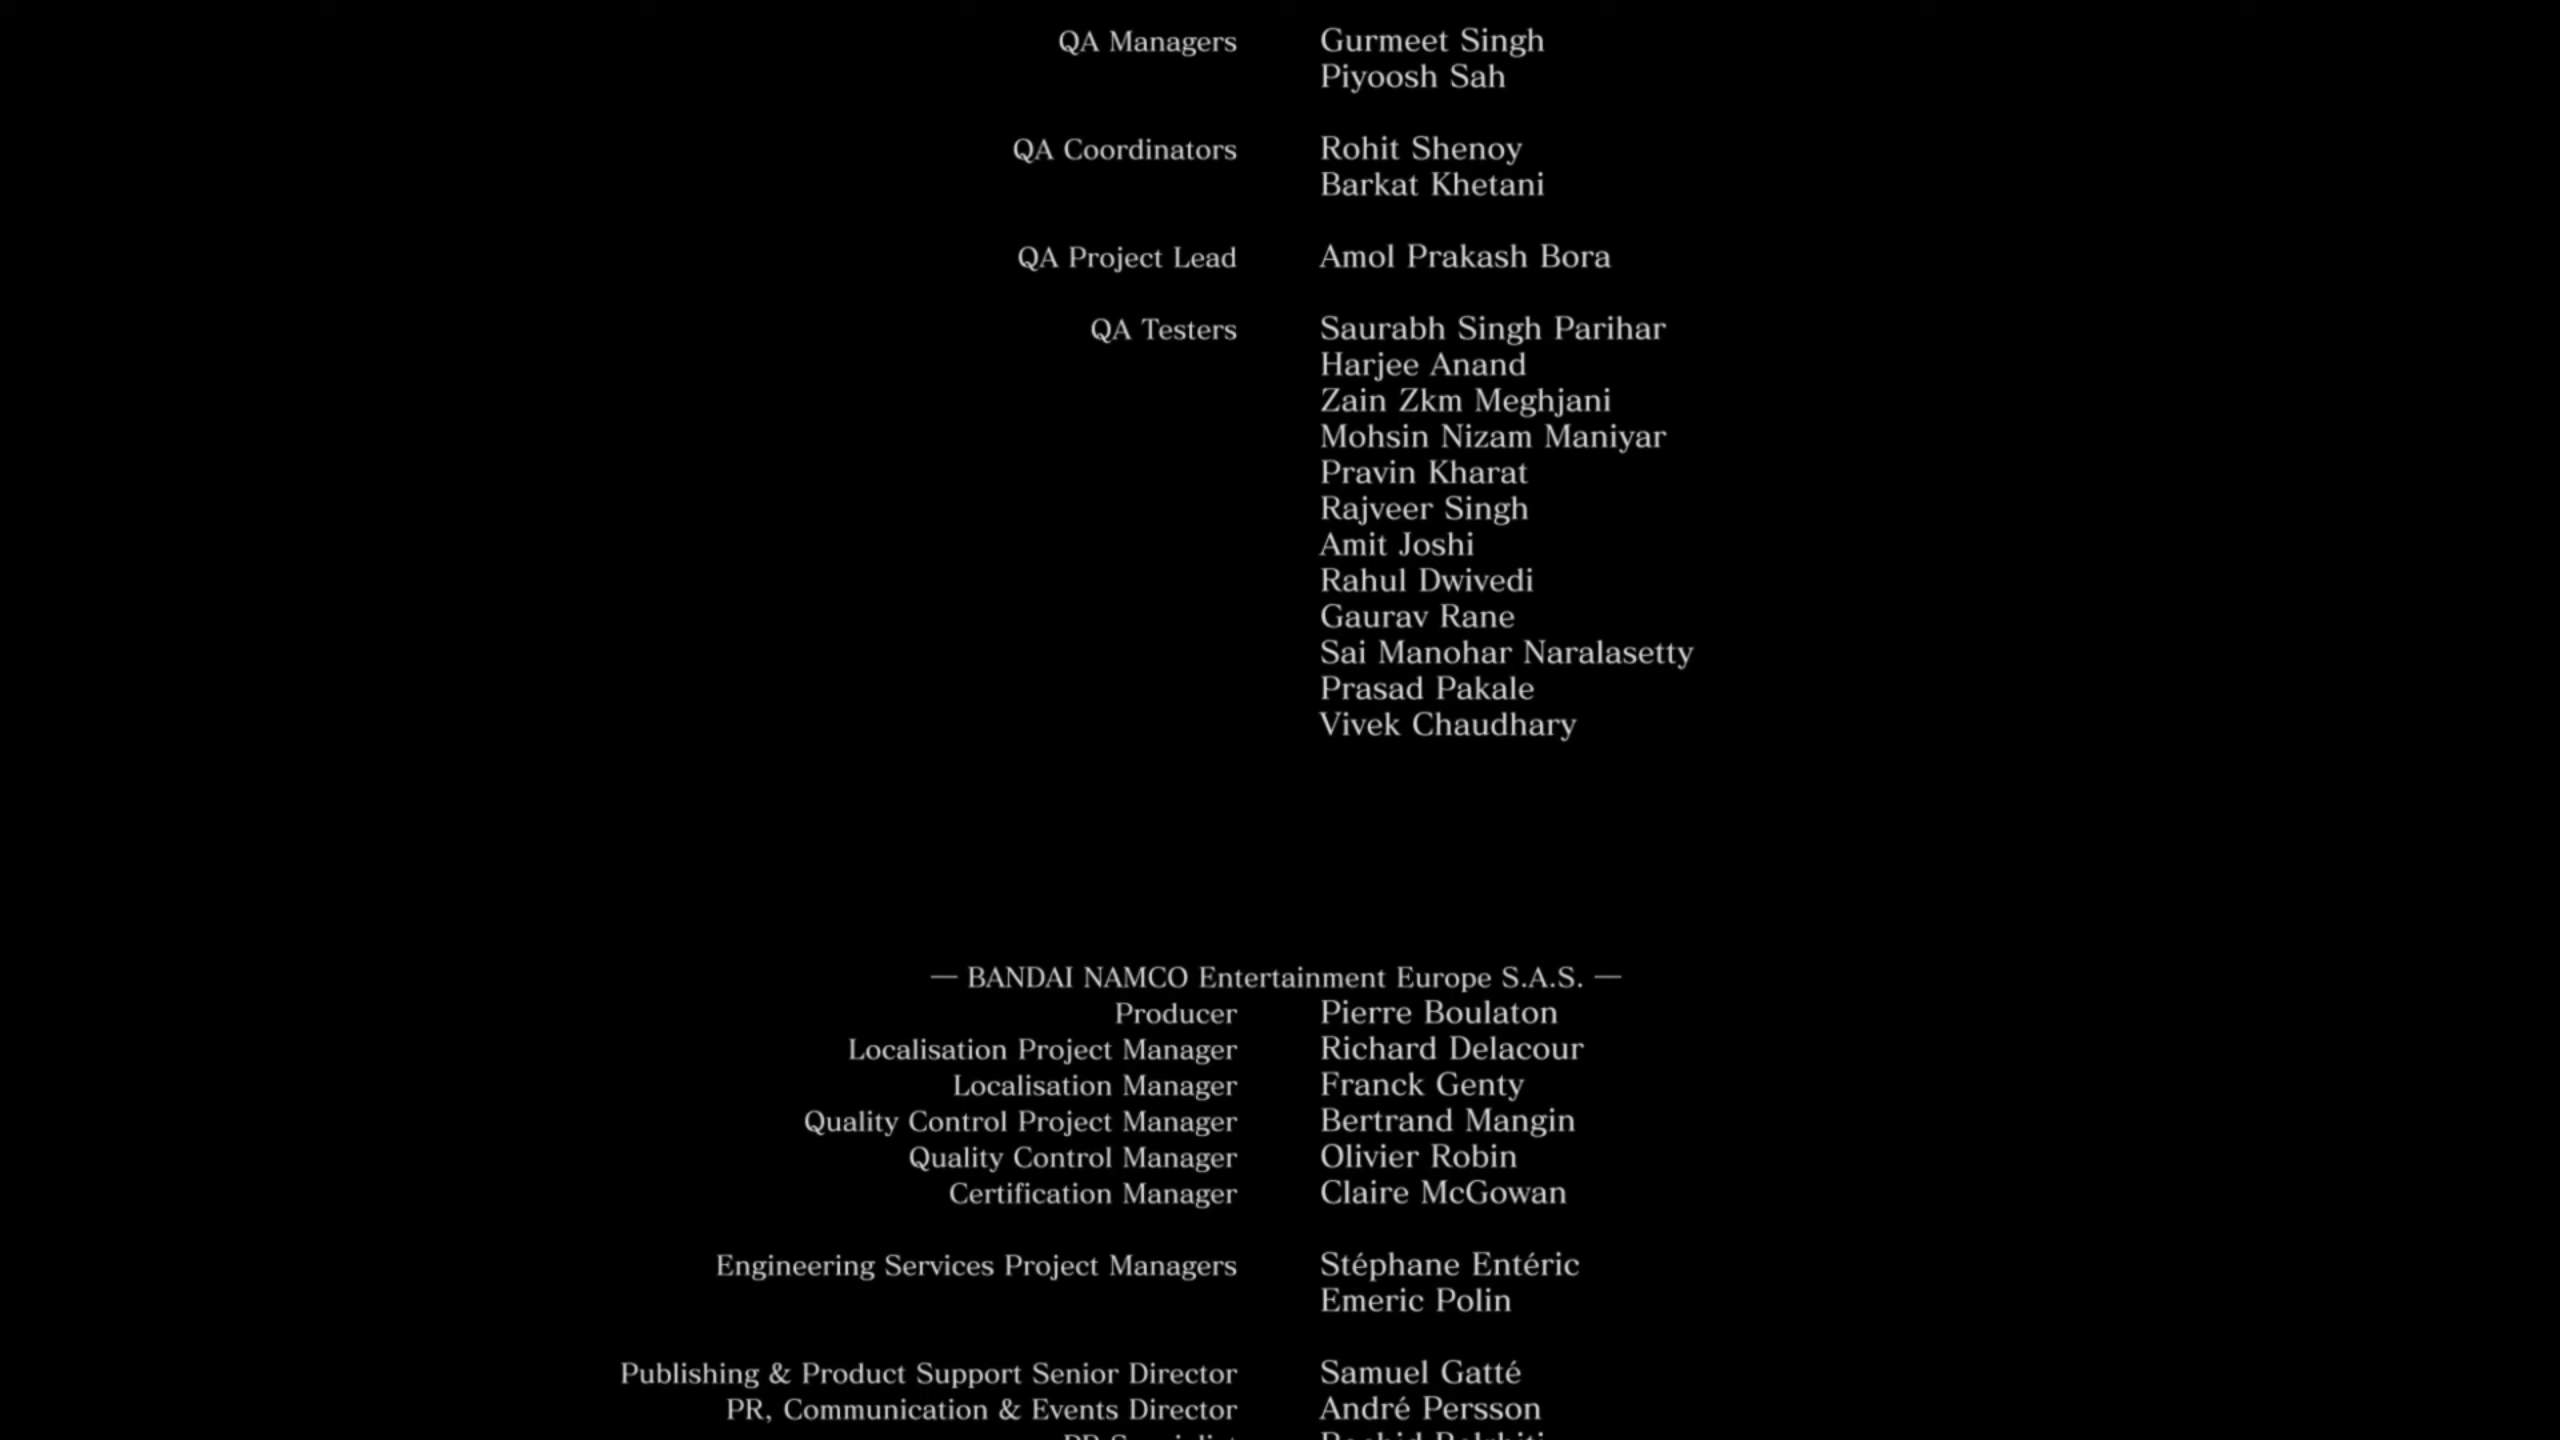 QA Managers Gurmeet Singh
Piyoosh Sah
QA Coordinators Rohit Shenoy
Barkat Khetani
QA Project Lead Amol Prakash Bora
QA Testers Saurabh Singh Parihar
Harjee Anand
Zain Zkm Meghjani
Mohsin Nizam Maniyar
Pravin Kharat
Rajveer Singh
Amit Joshi
Rahul Dwivedi
Gaurav Rane
Sai Manohar Naralasetty
Prasad Pakale
Vivek Chaudhary
— BANDAI NAMCO Entertainment Europe S.A.S. —
Producer Pierre Boulaton
Localisation Project Manager Richard Delacour
Localisation Manager Franck Genty
Quality Control Project Manager Bertrand Mangin
Quality Control Manager Olivier Robin
Certification Manager Claire McGowan
Engineering Services Project Managers Stéphane Entéric
Emeric Polin
Publishing & Product Support Senior Director Samuel Gatté
PR, Communication & Events Director André Persson